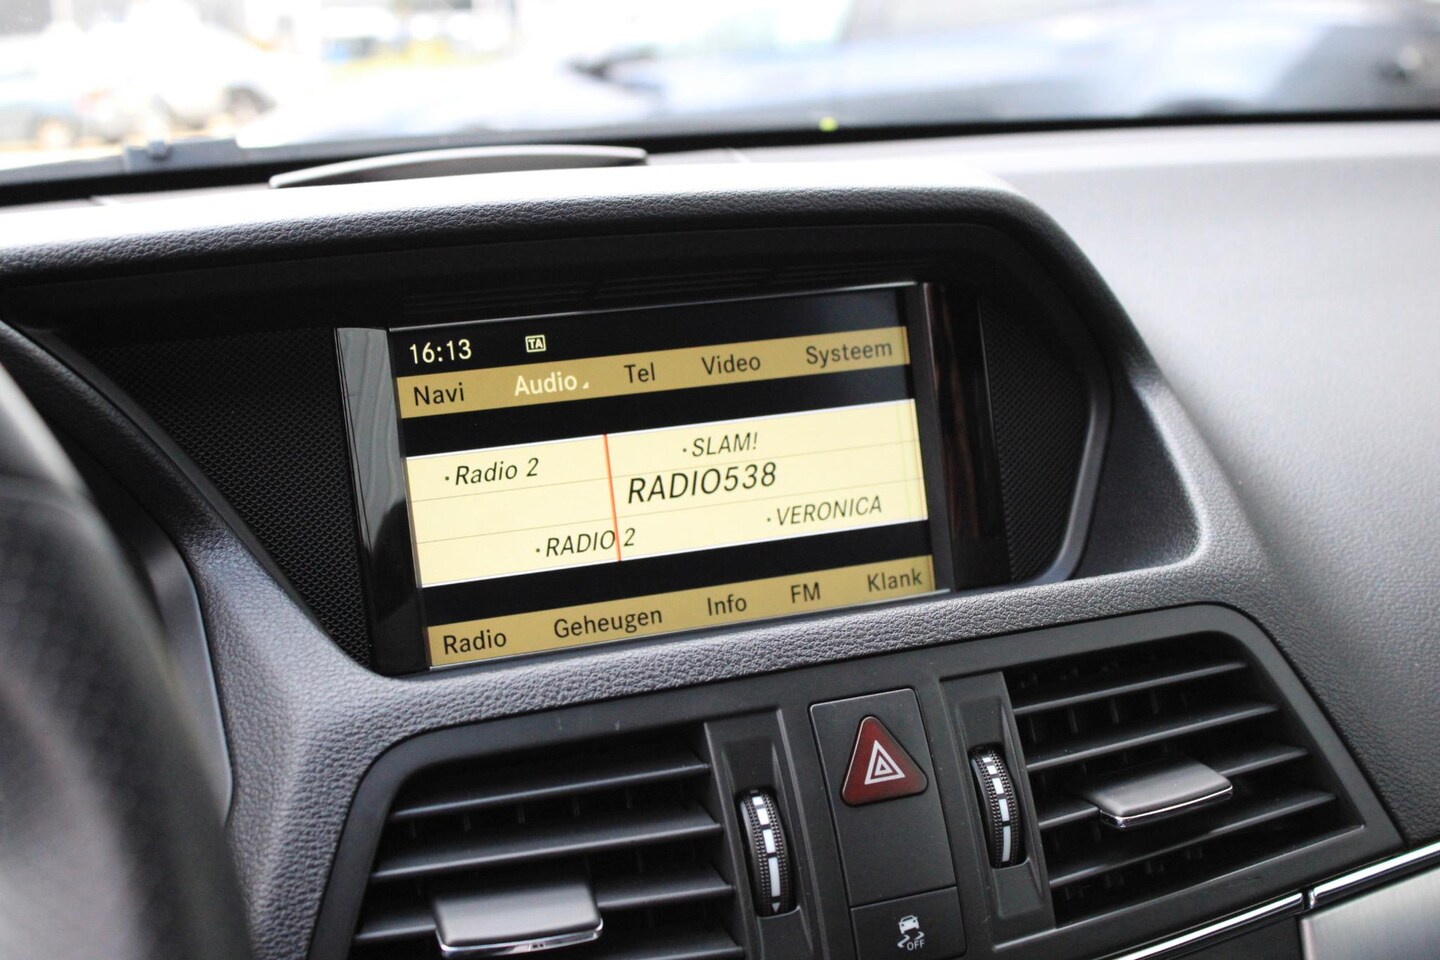 16:13 TA
Navi Audio Tel Video Systeem
·SLAM!
·Radio 2
RADIO538
·VERONICA
·RADIO 2
Radio Geheugen Info FM Klank
OFF